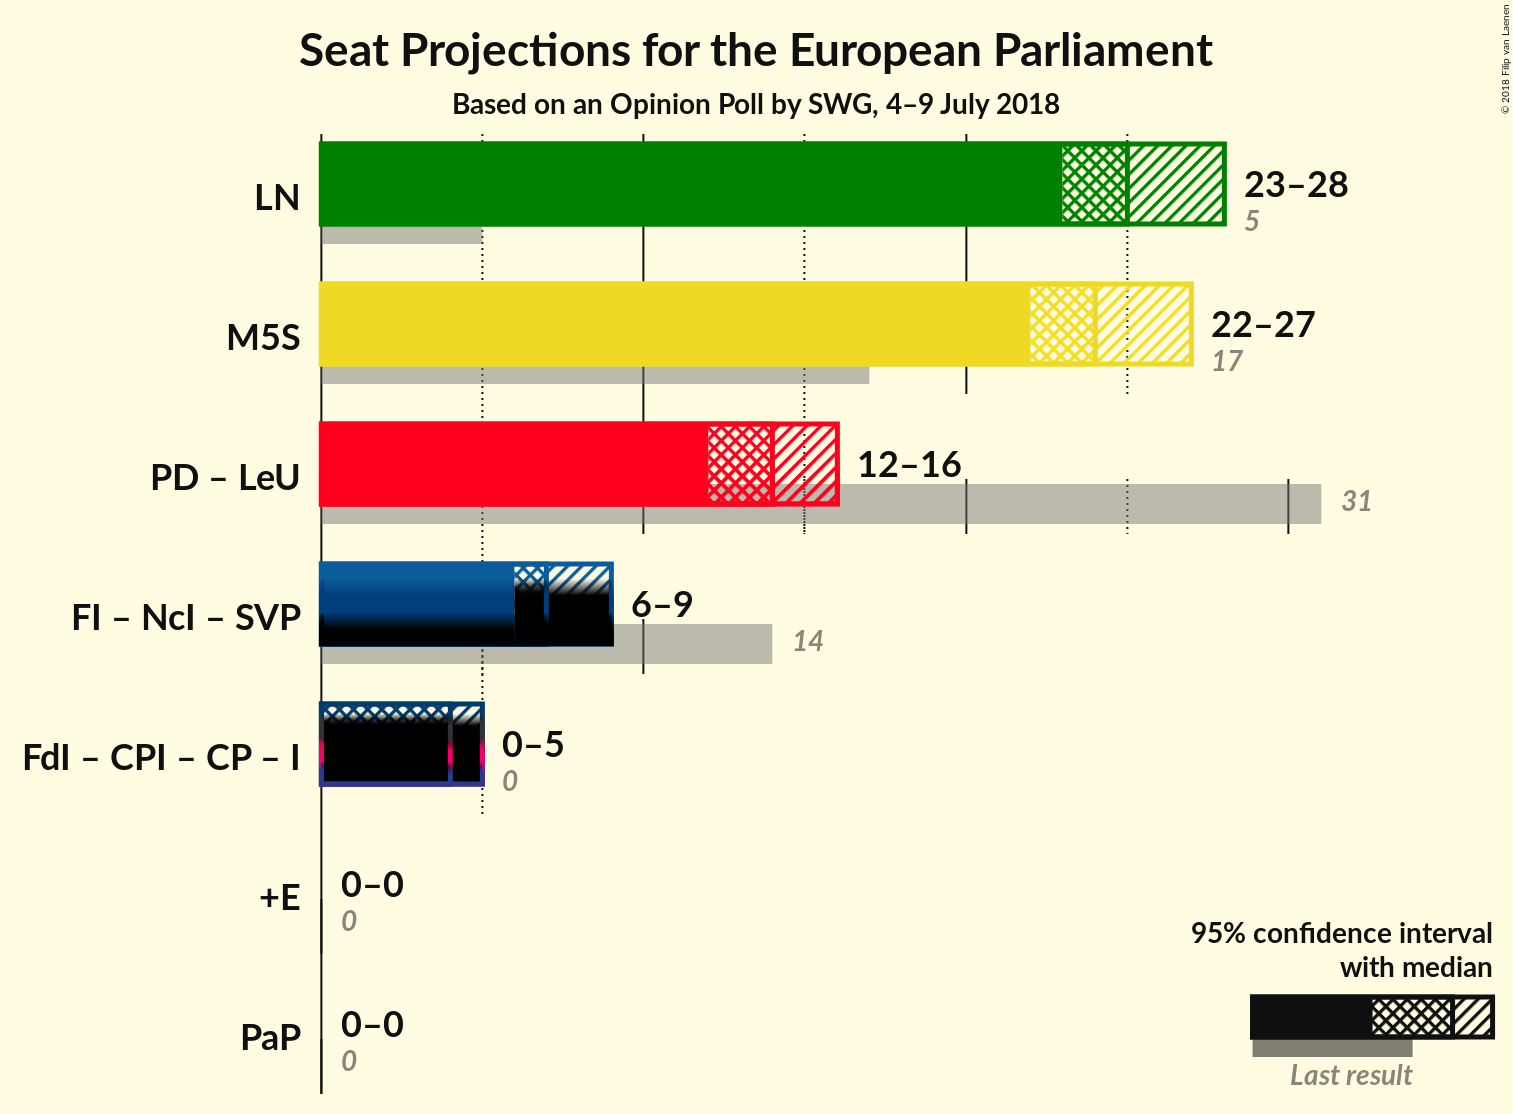 Seat Projections for the European Parliament
Based on an Opinion Poll by SWG, 4–9 July 2018
© 2018 Filip van Laenen
LN
23–28
5
M5S
22–27
17
PD – LeU
12–16
31
FI – NcI – SVP
6–9
14
FdI – CPI – CP – I
0–5
0
+E
0–0
0
PaP
0–0
0
95% confidence interval
with median
Last result